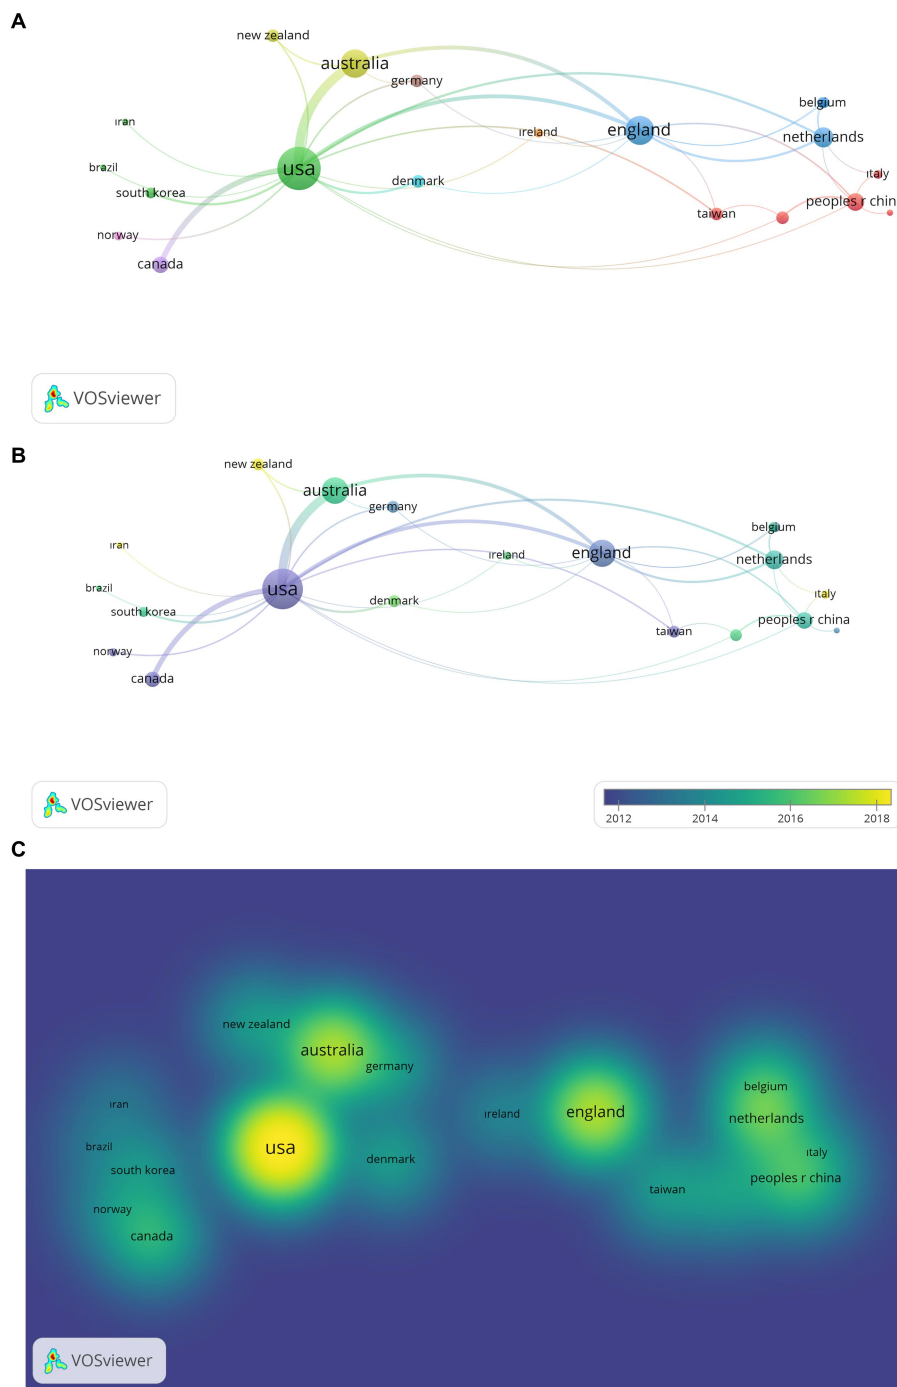 A
new zealand
australia
germany
belgium
iran
ireland
england
netherlands
brazil
usa
italy
south korea
denmark
peoples r chin
taiwan
norway
canada
VOSviewer
B
new zealand
australia
germany
belgium
iran
ireland
england
netherlands
brazil
usa
italy
south korea
denmark
peoples r china
taiwan
norway
canada
VOSviewer
2012 2014 2016 2018
C
new zealand
australia
germany
belgium
iran
ireland
england
netherlands
brazil
usa
italy
south korea
denmark
peoples r china
taiwan
norway
canada
VOSviewer